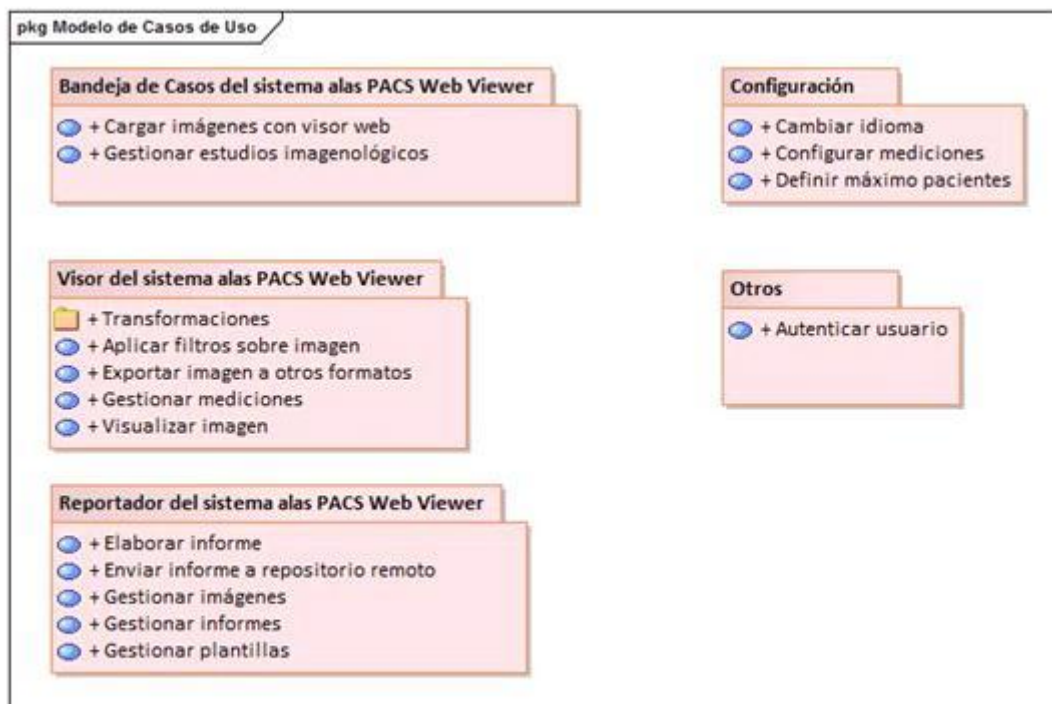 pkg Modelo de Casos de Uso
Bandeja de Casos del sistema alas PACS Web Viewer
+ Cargar imágenes con visor web
+ Gestionar estudios imagenológicos
Configuración
+ Cambiar idioma
+ Configurar mediciones
+ Definir máximo pacientes
Visor del sistema alas PACS Web Viewer
+ Transformaciones
+ Aplicar filtros sobre imagen
+ Exportar imagen a otros formatos
+ Gestionar mediciones
+ Visualizar imagen
Otros
+ Autenticar usuario
Reportador del sistema alas PACS Web Viewer
+ Elaborar informe
+ Enviar informe a repositorio remoto
+ Gestionar imágenes
+ Gestionar informes
+ Gestionar plantillas